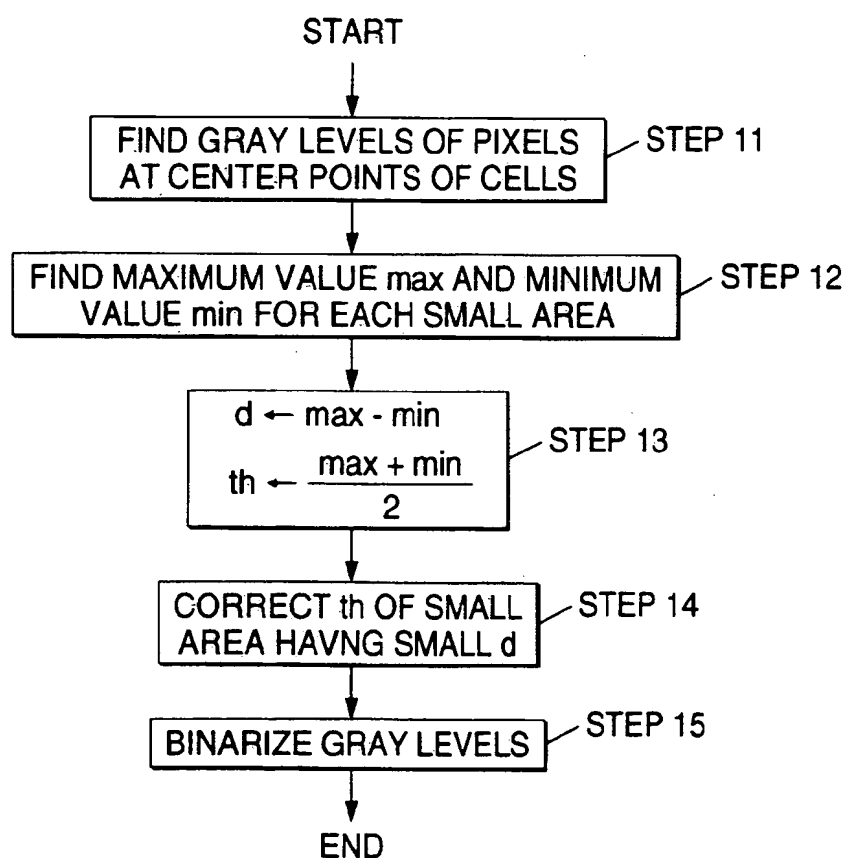 START
FIND GRAY LEVELS OF PIXELS
AT CENTER POINTS OF CELLS
STEP 11
FIND MAXIMUM VALUE max AND MINIMUM
VALUE min FOR EACH SMALL AREA
STEP 12
d ← max - min
th ← max + min
2
STEP 13
CORRECT th OF SMALL
AREA HAVNG SMALL d
STEP 14
BINARIZE GRAY LEVELS
STEP 15
END